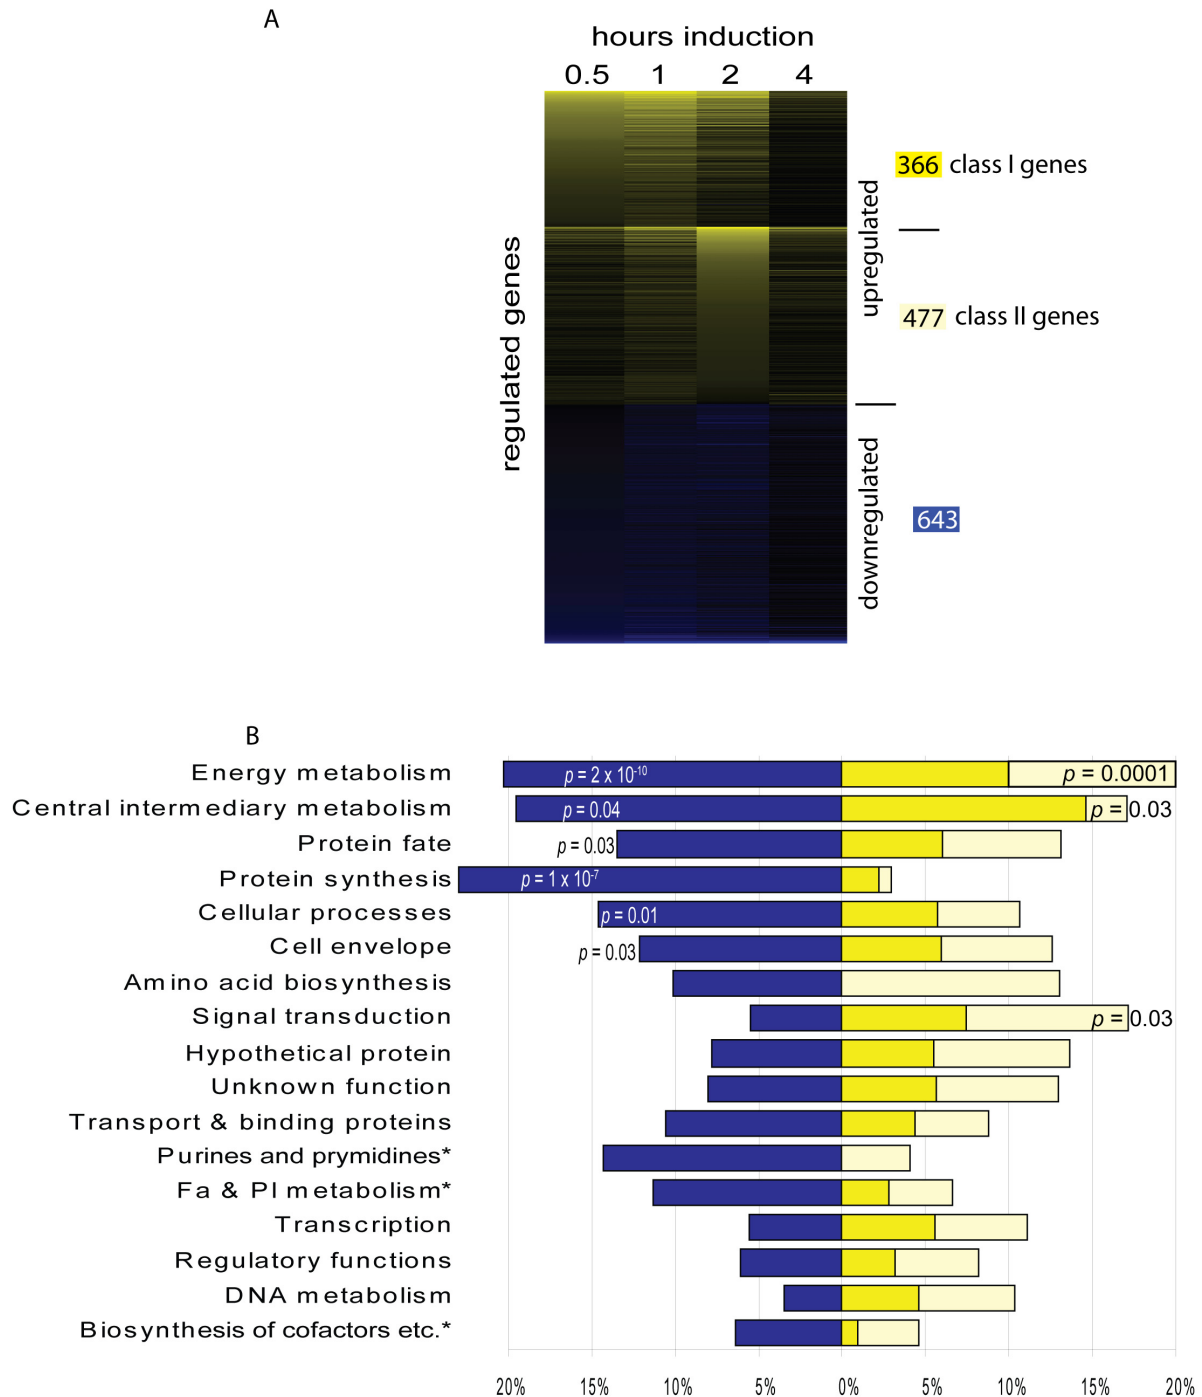 A
hours induction
0.5 1 2 4
regulated genes
upregulated
366 class I genes
477 class II genes
downregulated
643
B
Energy metabolism p = 2 x 10-10 p = 0.0001
Central intermediary metabolism p = 0.04 p = 0.03
Protein fate p = 0.03
Protein synthesis p = 1 x 10-7
Cellular processes p = 0.01
Cell envelope p = 0.03
Amino acid biosynthesis
Signal transduction p = 0.03
Hypothetical protein
Unknown function
Transport & binding proteins
Purines and prymidines*
Fa & Pl metabolism*
Transcription
Regulatory functions
DNA metabolism
Biosynthesis of cofactors etc.*
20% 15% 10% 5% 0% 5% 10% 15% 20%